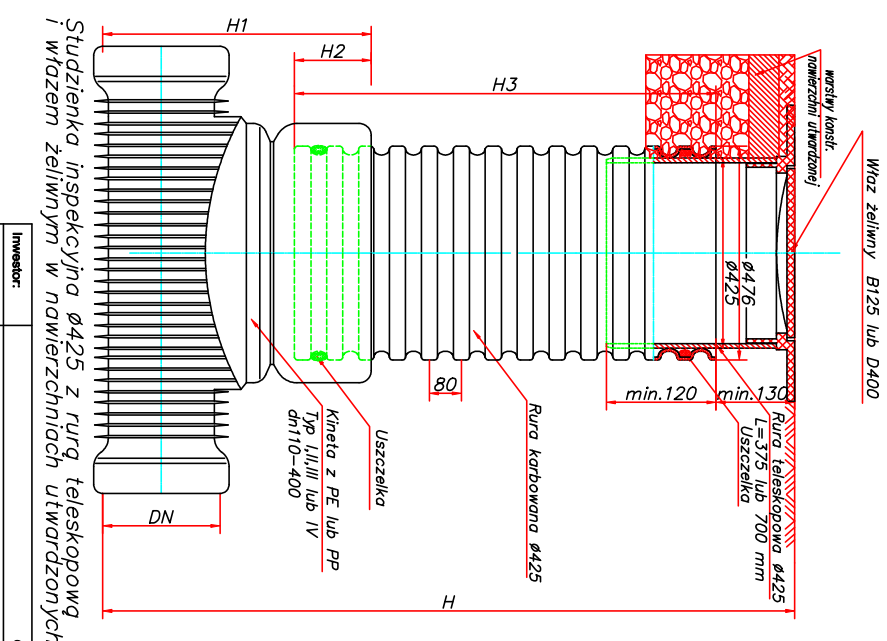 Właz żeliwny B125 lub D400
warstwy konstr.
nawierzchni utwardzonej
H1
H2
H3
ø476
ø425
min.120
min.130
80
Rura teleskopowa ø425
L=375 lub 700 mm
Uszczelka
Rura karbowana ø425
Uszczelka
Kineta z PE lub PP
Typ I,II,III lub IV
dn110-400
DN
H
Studzienka inspekcyjna ø425 z rurą teleskopową
i włazem żeliwnym w nawierzchniach utwardzonych
Inwestor: